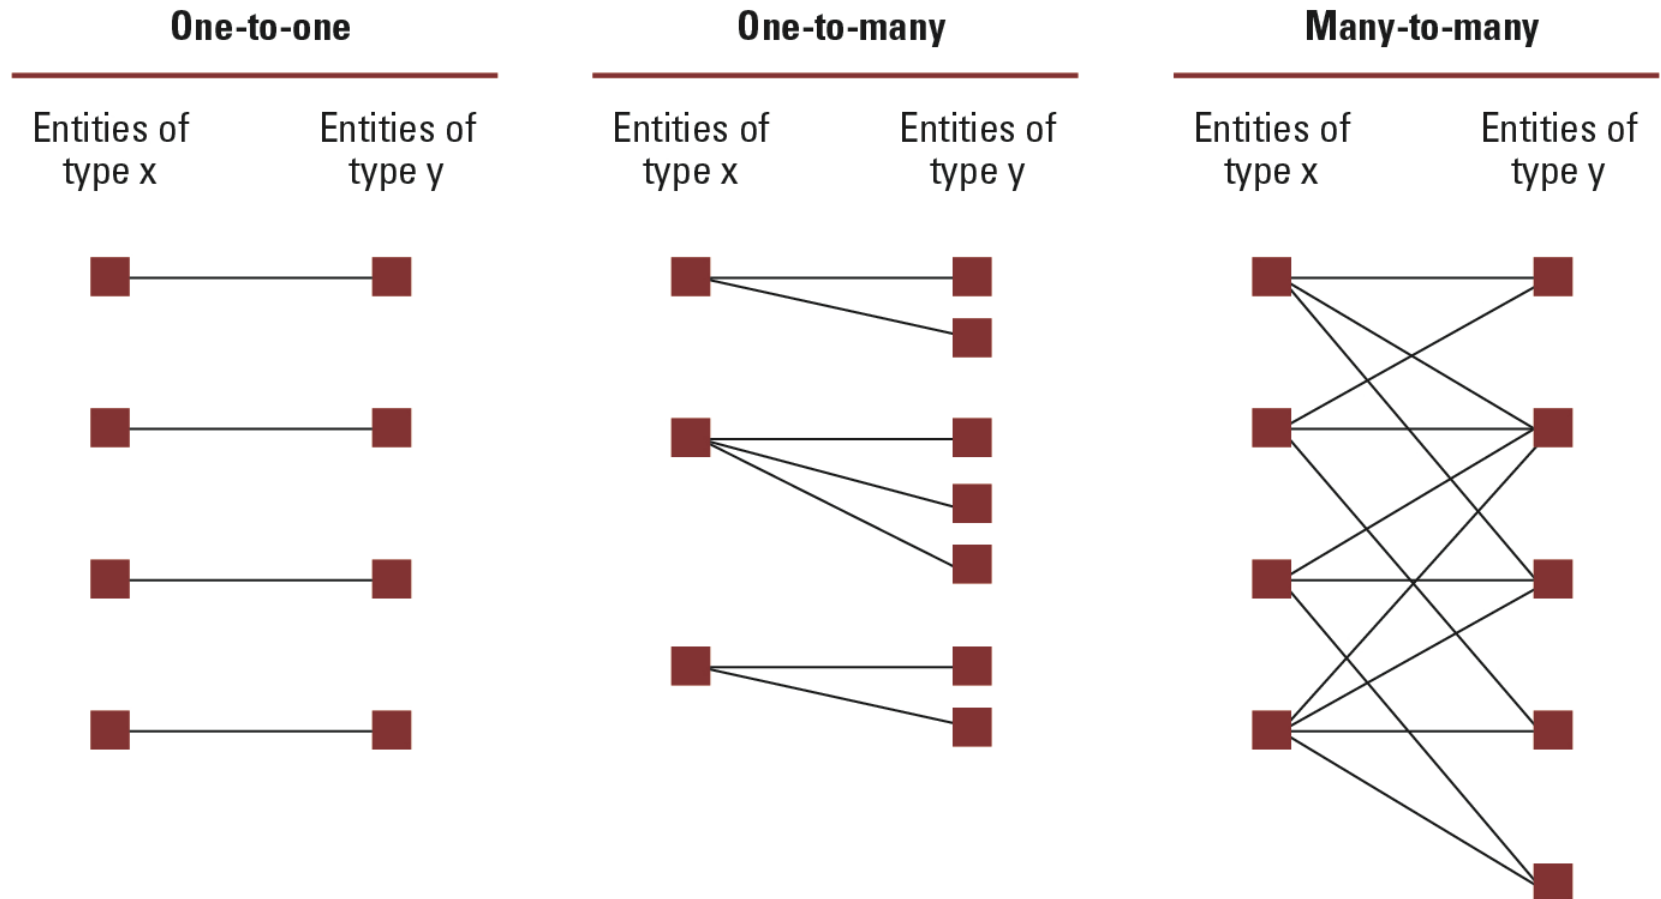 One-to-one
Entities of
type x
Entities of
type y
One-to-many
Entities of
type x
Entities of
type y
Many-to-many
Entities of
type x
Entities of
type y